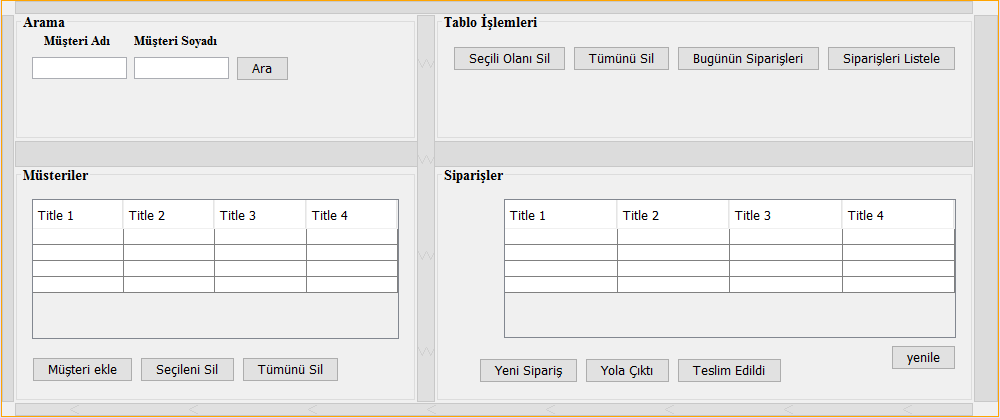 Arama
Müşteri Adı Müşteri Soyadı
Ara
Tablo İşlemleri
Seçili Olanı Sil Tümünü Sil Bugünün Siparişleri Siparişleri Listele
Müsteriler
Title 1 Title 2 Title 3 Title 4
Müşteri ekle Seçileni Sil Tümünü Sil
Siparişler
Title 1 Title 2 Title 3 Title 4
yenile
Yeni Sipariş Yola Çıktı Teslim Edildi